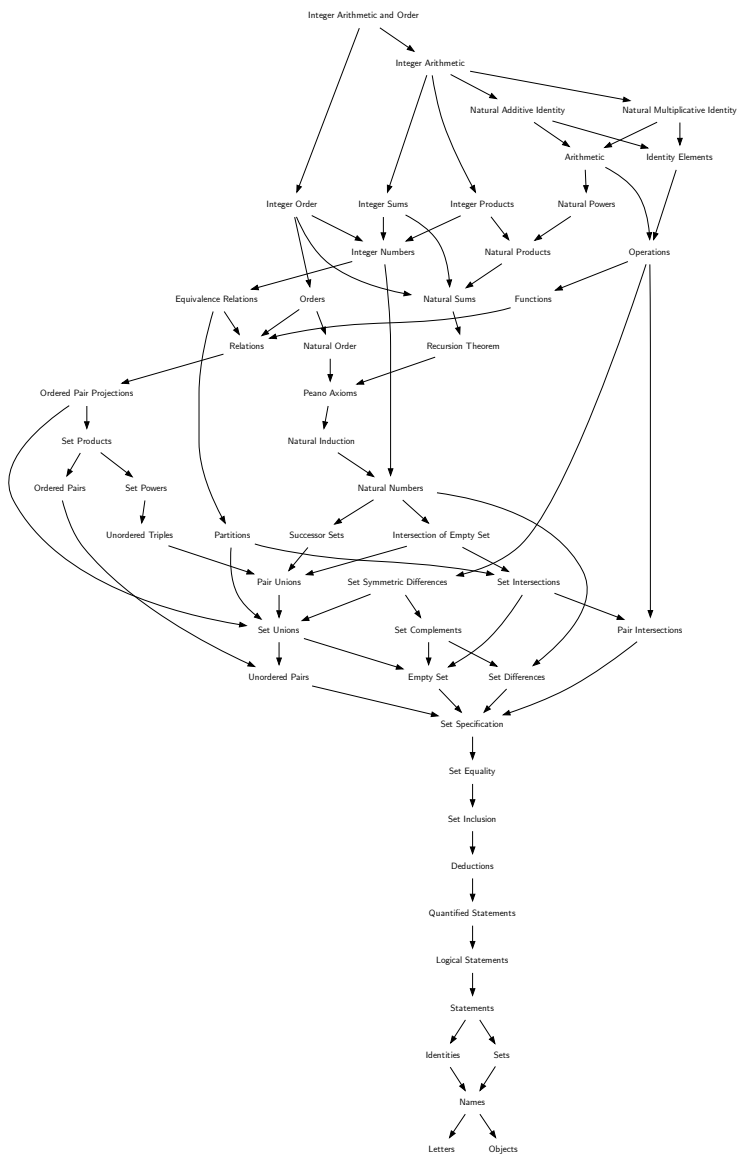 Integer Arithmetic and Order
Integer Arithmetic
Natural Additive Identity
Natural Multiplicative Identity
Arithmetic
Identity Elements
Integer Order
Integer Sums
Integer Products
Natural Powers
Integer Numbers
Natural Products
Operations
Equivalence Relations
Orders
Natural Sums
Functions
Relations
Natural Order
Recursion Theorem
Ordered Pair Projections
Peano Axioms
Set Products
Natural Induction
Ordered Pairs
Set Powers
Natural Numbers
Unordered Triples
Partitions
Successor Sets
Intersection of Empty Set
Pair Unions
Set Symmetric Differences
Set Intersections
Set Unions
Set Complements
Pair Intersections
Unordered Pairs
Empty Set
Set Differences
Set Specification
Set Equality
Set Inclusion
Deductions
Quantified Statements
Logical Statements
Statements
Identities
Sets
Names
Letters
Objects